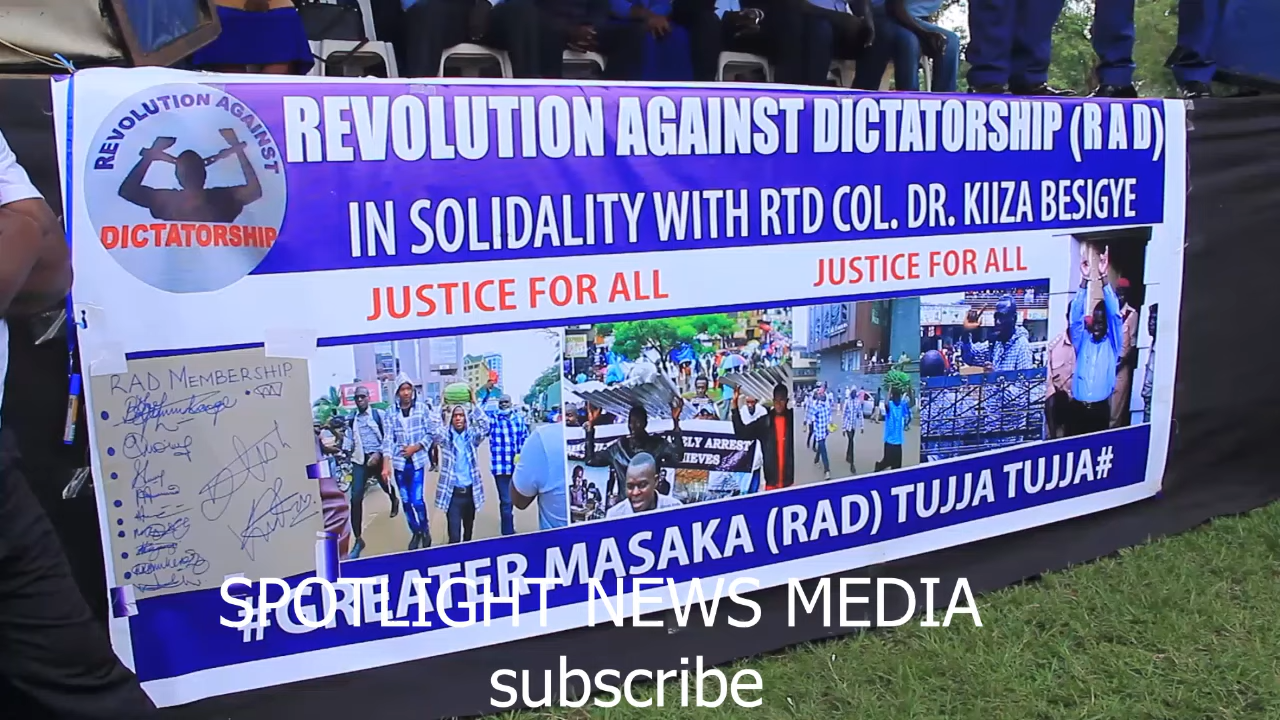 REVOLUTION AGAINST
DICTATORSHIP
REVOLUTION AGAINST DICTATORSHIP (R A D)
IN SOLIDALITY WITH RTD COL. DR. KIIZA BESIGYE
JUSTICE FOR ALL
JUSTICE FOR ALL
RAD MEMBERSHIP
ARREST
#GREATER MASAKA (RAD) TUJJA TUJJA#
SPOTLIGHT NEWS MEDIA
subscribe